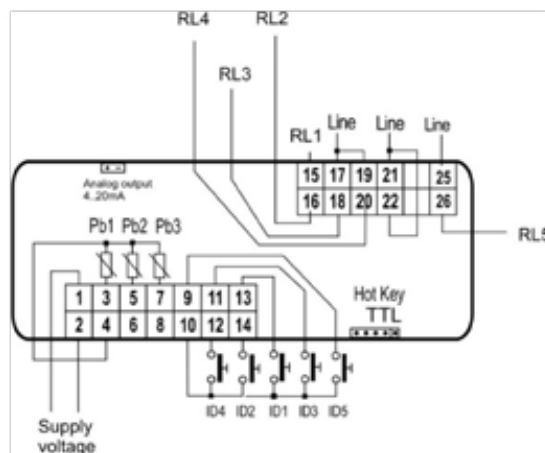 RL4 RL2
RL3
RL1 Line Line Line
15 17 19 21 25
16 18 20 22 26
RL5
Analog output
4..20mA
Pb1 Pb2 Pb3
1 3 5 7 9 11 13
2 4 6 8 10 12 14
Hot Key
TTL
ID4 ID2 ID1 ID3 ID5
Supply
voltage